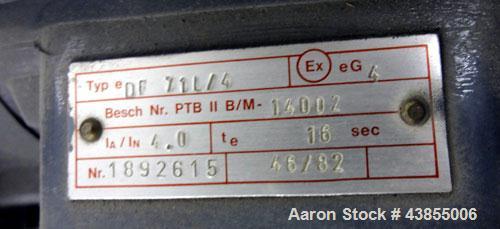 Type e DF 71L/4 Ex eG 4
Besch Nr. PTB II B/M- 14002
IA/IN 4.0 te 16 sec
Nr. 1892615 46/82
Aaron Stock # 43855006